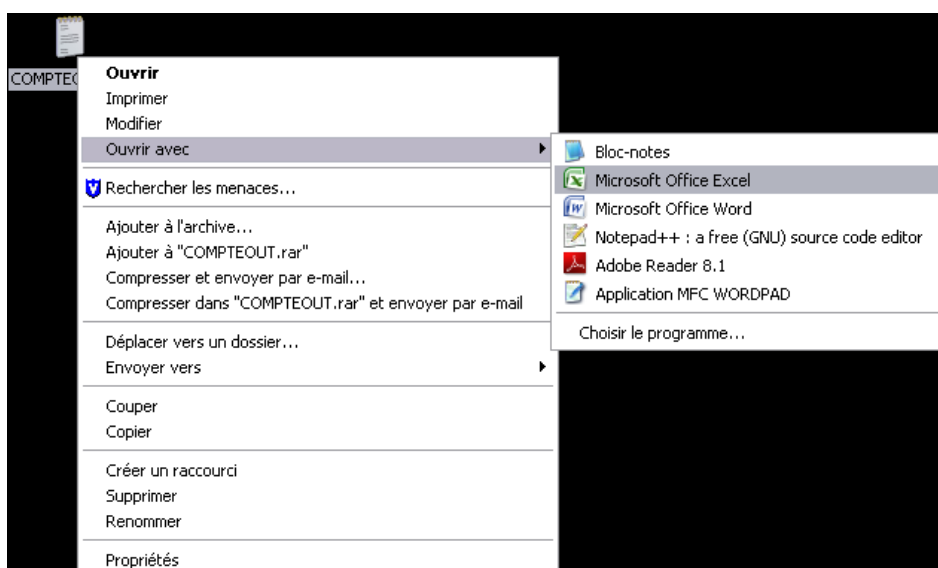 COMPTEO
Ouvrir
Imprimer
Modifier
Ouvrir avec
Rechercher les menaces...
Ajouter à l'archive...
Ajouter à "COMPTEOUT.rar"
Compresser et envoyer par e-mail...
Compresser dans "COMPTEOUT.rar" et envoyer par e-mail
Déplacer vers un dossier...
Envoyer vers
Couper
Copier
Créer un raccourci
Supprimer
Renommer
Propriétés
Bloc-notes
Microsoft Office Excel
Microsoft Office Word
Notepad++ : a free (GNU) source code editor
Adobe Reader 8.1
Application MFC WORDPAD
Choisir le programme...